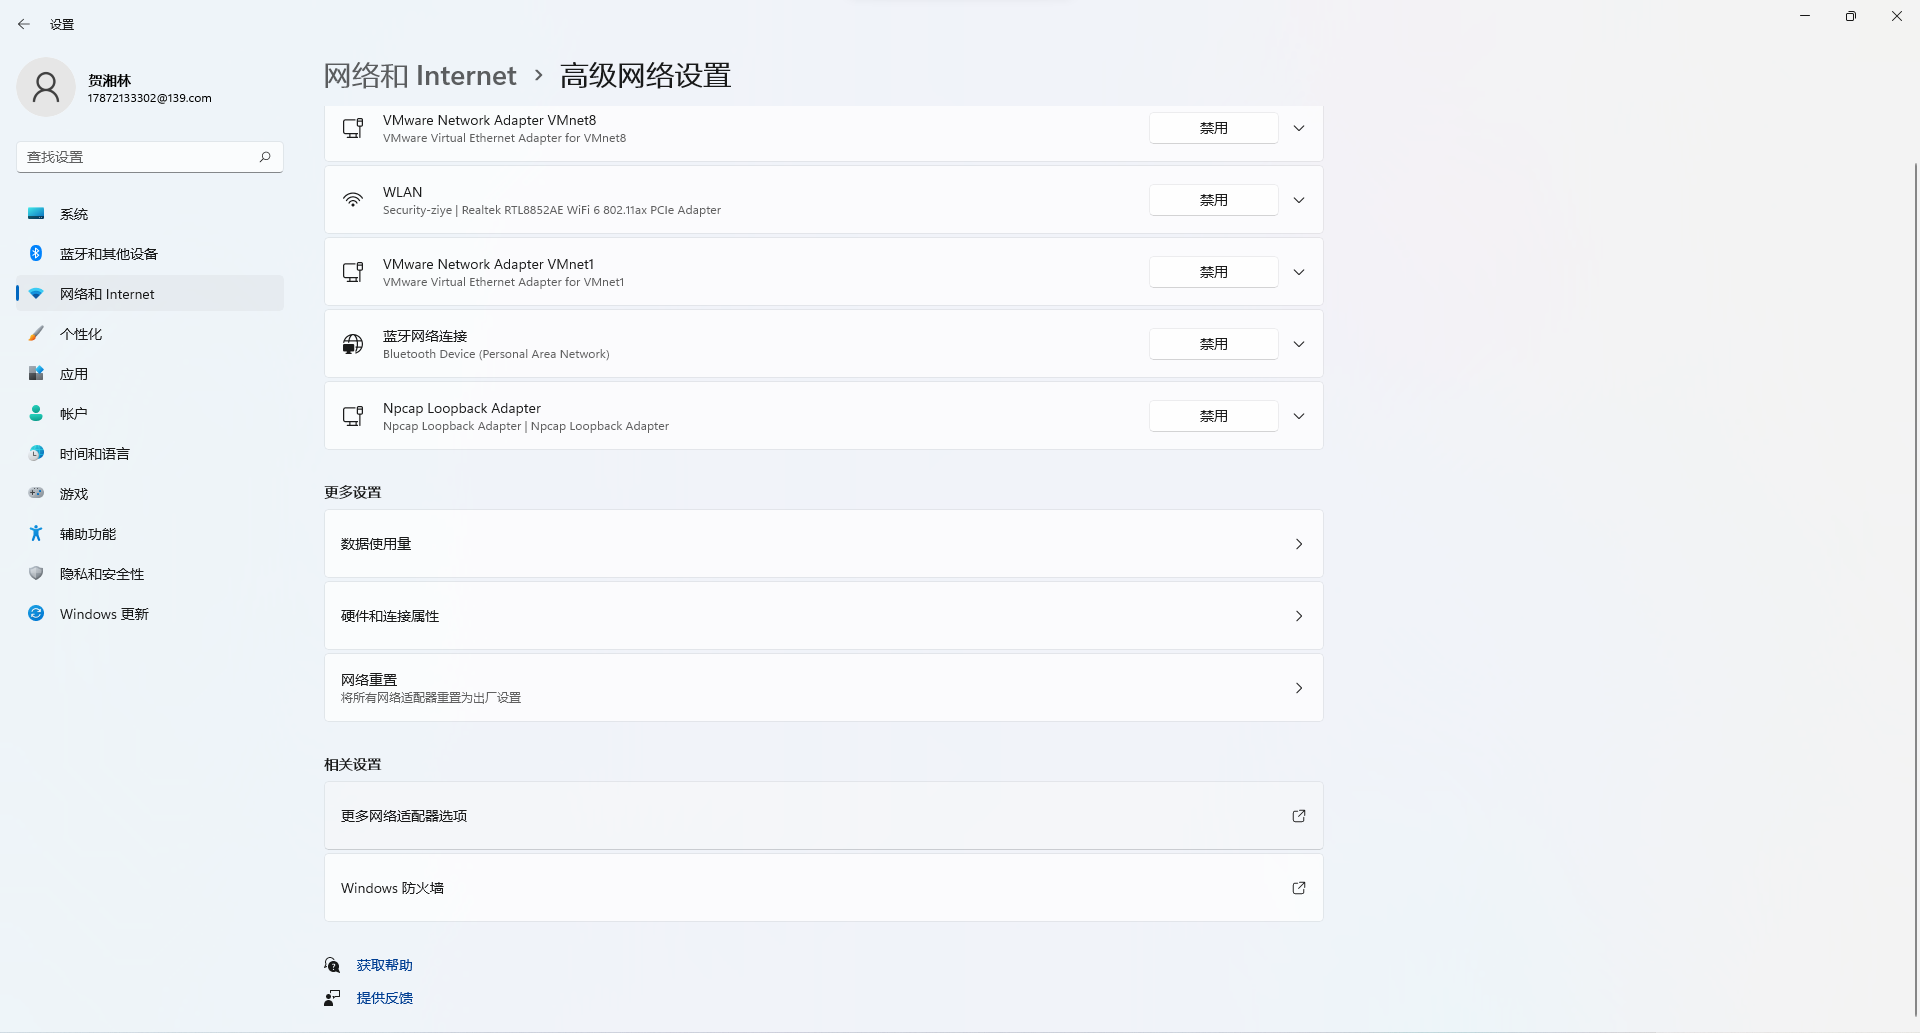 设置
贺湘林
17872133302@139.com
查找设置
系统
蓝牙和其他设备
网络和 Internet
个性化
应用
帐户
时间和语言
游戏
辅助功能
隐私和安全性
Windows 更新
网络和 Internet › 高级网络设置
VMware Network Adapter VMnet8
VMware Virtual Ethernet Adapter for VMnet8
禁用
WLAN
Security-ziye | Realtek RTL8852AE WiFi 6 802.11ax PCIe Adapter
禁用
VMware Network Adapter VMnet1
VMware Virtual Ethernet Adapter for VMnet1
禁用
蓝牙网络连接
Bluetooth Device (Personal Area Network)
禁用
Npcap Loopback Adapter
Npcap Loopback Adapter | Npcap Loopback Adapter
禁用
更多设置
数据使用量
硬件和连接属性
网络重置
将所有网络适配器重置为出厂设置
相关设置
更多网络适配器选项
Windows 防火墙
获取帮助
提供反馈